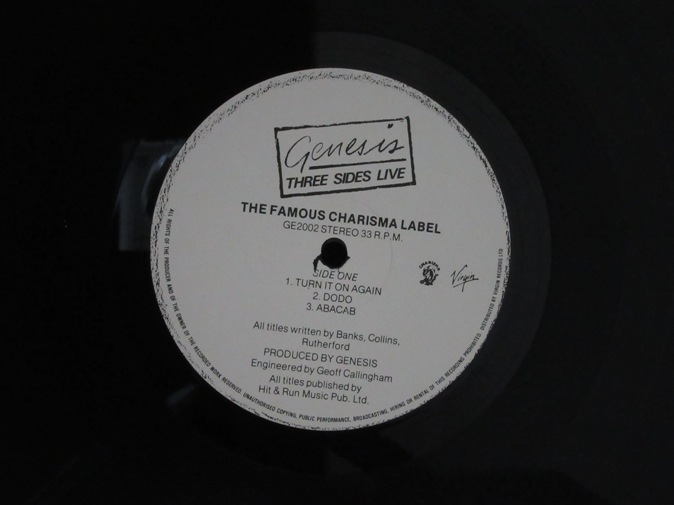 Genesis
THREE SIDES LIVE
THE FAMOUS CHARISMA LABEL
GE2002 STEREO 33 R.P.M.
SIDE ONE
1. TURN IT ON AGAIN
2. DODO
3. ABACAB
CHARISMA
Virgin
All titles written by Banks, Collins,
Rutherford
PRODUCED BY GENESIS
Engineered by Geoff Callingham
All titles published by
Hit & Run Music Pub. Ltd.
ALL RIGHTS OF THE PRODUCER AND OF THE OWNER OF THE RECORDED WORK RESERVED. UNAUTHORISED COPYING, PUBLIC PERFORMANCE, BROADCASTING, HIRING OR RENTAL OF THIS RECORDING PROHIBITED. DISTRIBUTED BY VIRGIN RECORDS LTD